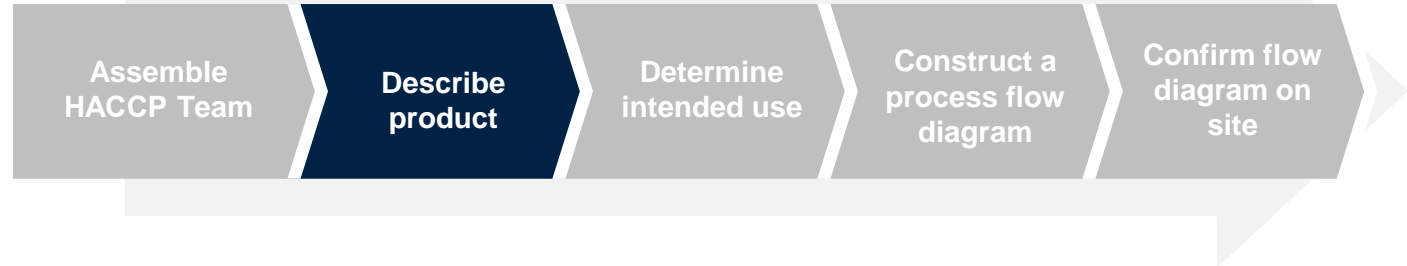 Assemble
HACCP Team
Describe
product
Determine
intended use
Construct a
process flow
diagram
Confirm flow
diagram on
site